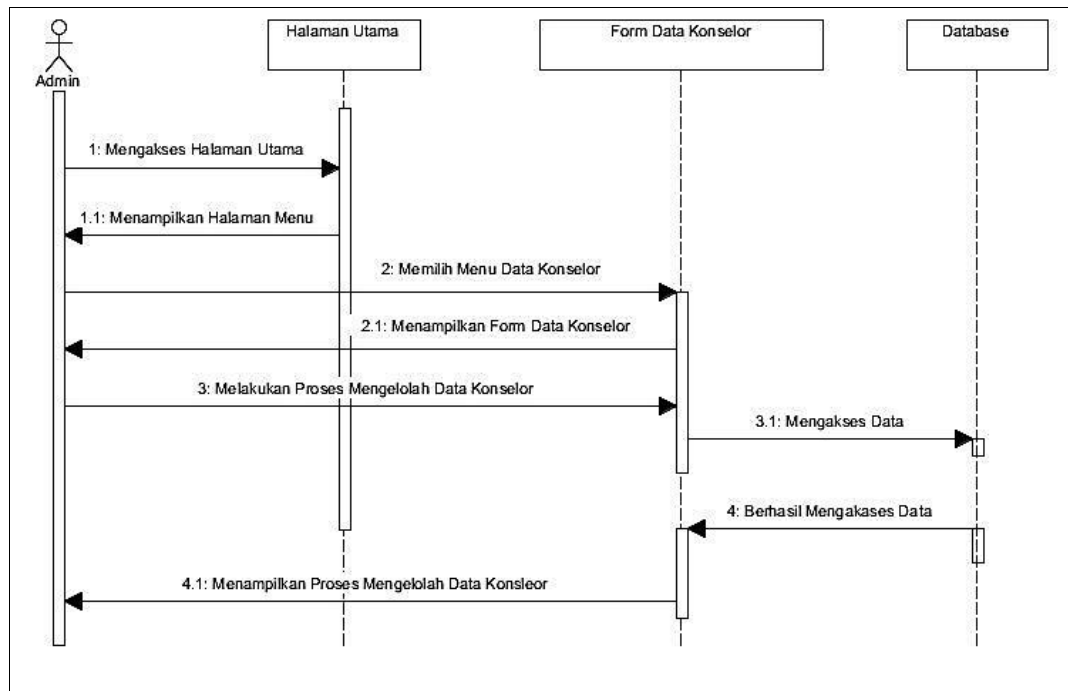 Halaman Utama
Form Data Konselor
Database
Admin
1: Mengakses Halaman Utama
1.1: Menampilkan Halaman Menu
2: Memilih Menu Data Konselor
2.1: Menampilkan Form Data Konselor
3: Melakukan Proses Mengelolah Data Konselor
3.1: Mengakses Data
4: Berhasil Mengakases Data
4.1: Menampilkan Proses Mengelolah Data Konsleor